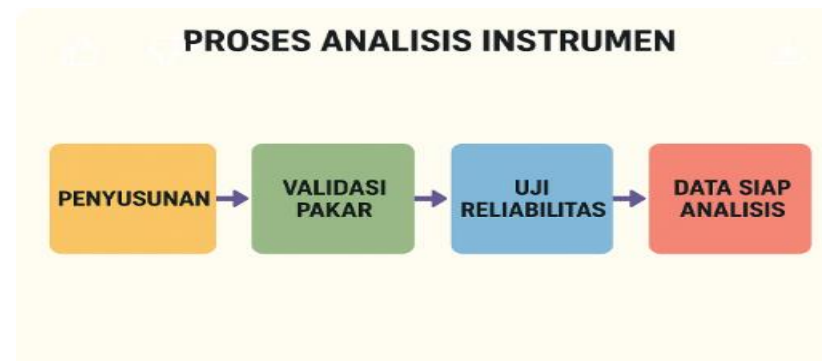 PROSES ANALISIS INSTRUMEN
PENYUSUNAN
VALIDASI
PAKAR
UJI
RELIABILITAS
DATA SIAP
ANALISIS